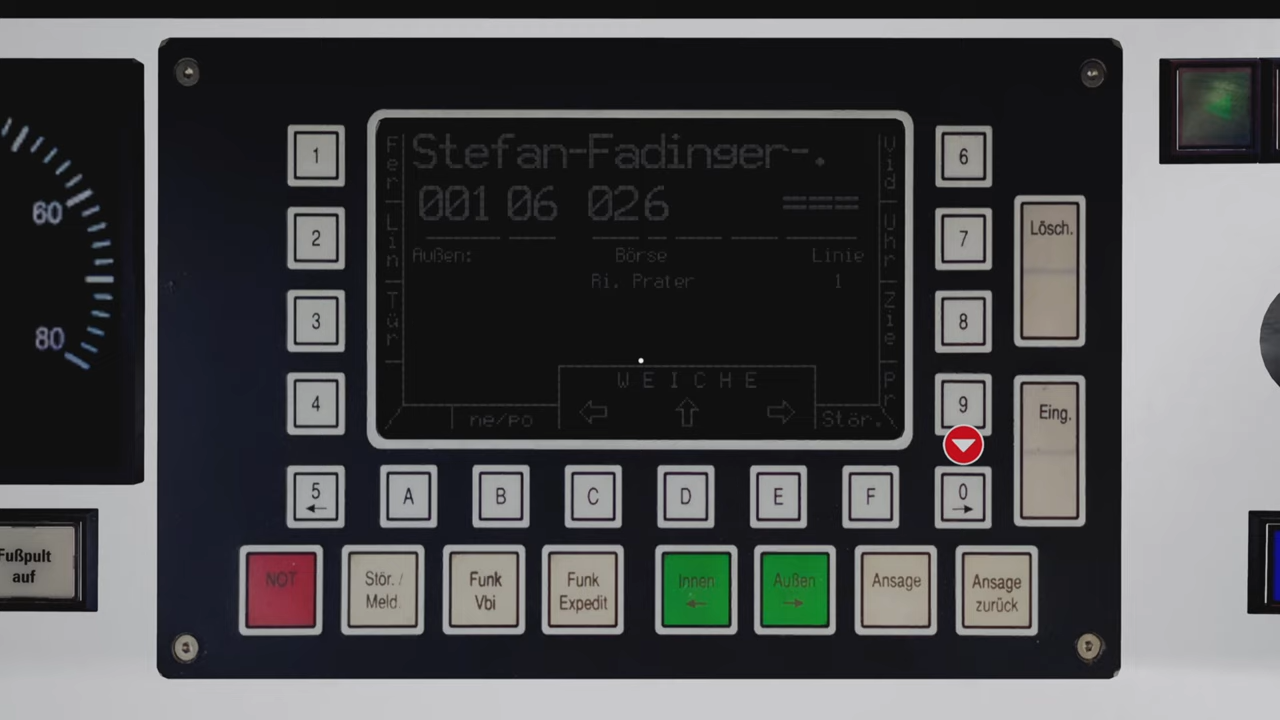 60
80
Fußpult
auf
1
2
3
4
5
6
7
8
9
0
Fer
Lin
Tür
Vid
Uhr
Zie
Pr
Stefan-Fadinger-.
001 06 026 ===
Außen: Börse Linie
Ri. Prater 1
WEICHE
ne/po
Stör.
Lösch.
Eing.
A B C D E F
NOT
Stör. /
Meld.
Funk
Vbi
Funk
Expedit
Innen
Außen
Ansage
Ansage
zurück